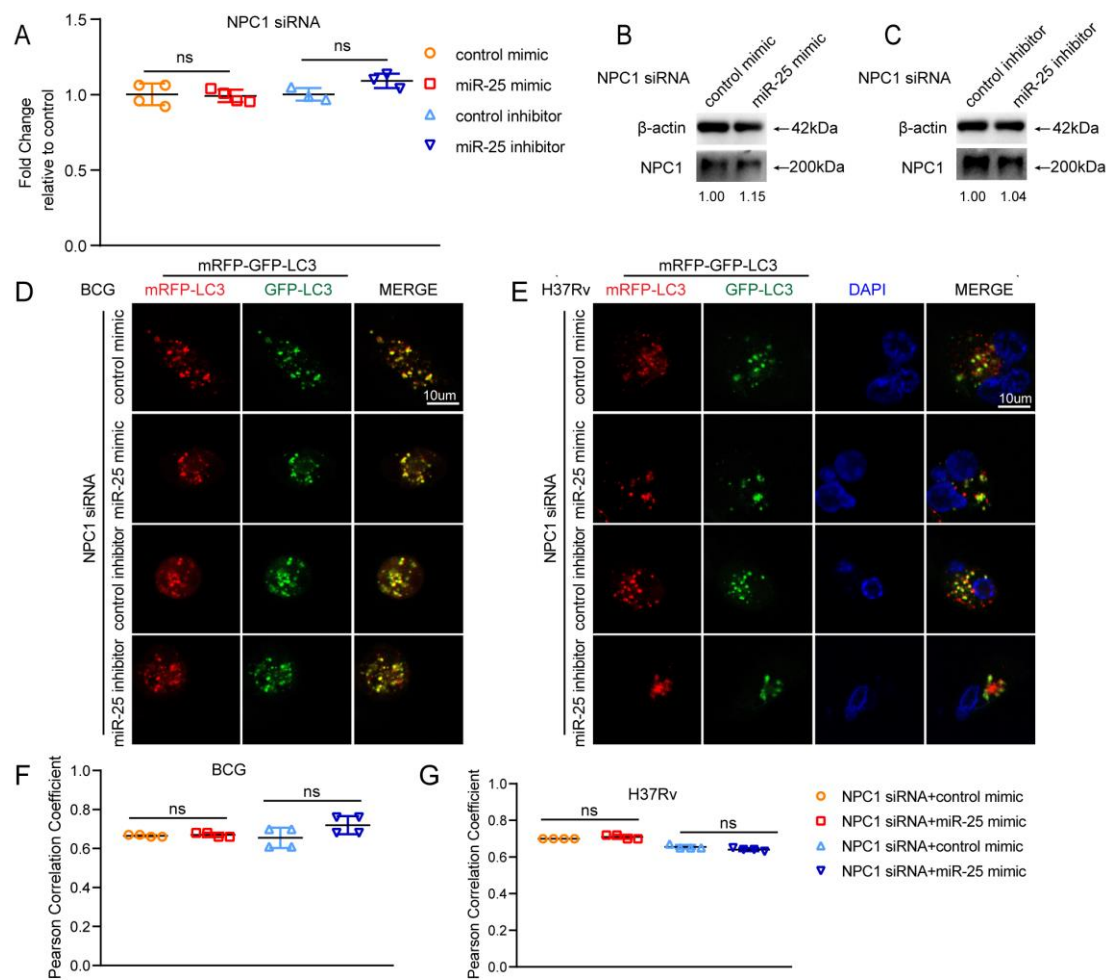 A
NPC1 siRNA
Fold Change
relative to control
1.5
1.0
0.5
0.0
ns
ns
control mimic
miR-25 mimic
control inhibitor
miR-25 inhibitor
B
NPC1 siRNA
control mimic
miR-25 mimic
β-actin
42kDa
NPC1
200kDa
1.00 1.15
C
NPC1 siRNA
control inhibitor
miR-25 inhibitor
β-actin
42kDa
NPC1
200kDa
1.00 1.04
D
mRFP-GFP-LC3
BCG mRFP-LC3 GFP-LC3 MERGE
NPC1 siRNA
control mimic
miR-25 mimic
control inhibitor
miR-25 inhibitor
10um
E
mRFP-GFP-LC3
H37Rv mRFP-LC3 GFP-LC3 DAPI MERGE
NPC1 siRNA
control mimic
miR-25 mimic
control inhibitor
miR-25 inhibitor
10um
F
BCG
Pearson Correlation Coefficient
1.0
0.8
0.6
0.4
0.2
0.0
ns
ns
G
H37Rv
Pearson Correlation Coefficient
1.0
0.8
0.6
0.4
0.2
0.0
ns
ns
NPC1 siRNA+control mimic
NPC1 siRNA+miR-25 mimic
NPC1 siRNA+control mimic
NPC1 siRNA+miR-25 mimic